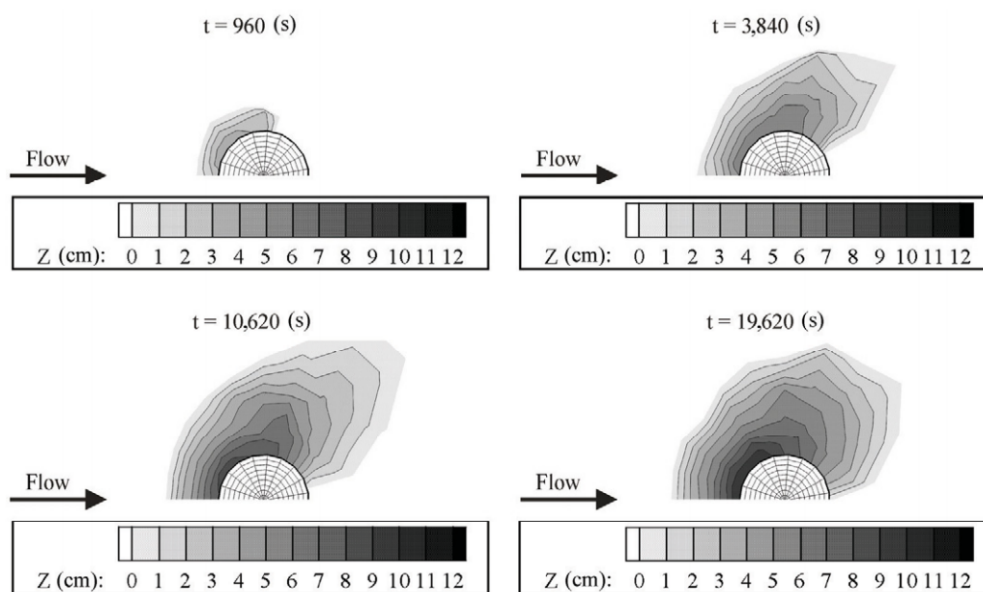 t = 960 (s)
Flow
Z (cm): 0 1 2 3 4 5 6 7 8 9 10 11 12
t = 3,840 (s)
Flow
Z (cm): 0 1 2 3 4 5 6 7 8 9 10 11 12
t = 10,620 (s)
Flow
Z (cm): 0 1 2 3 4 5 6 7 8 9 10 11 12
t = 19,620 (s)
Flow
Z (cm): 0 1 2 3 4 5 6 7 8 9 10 11 12